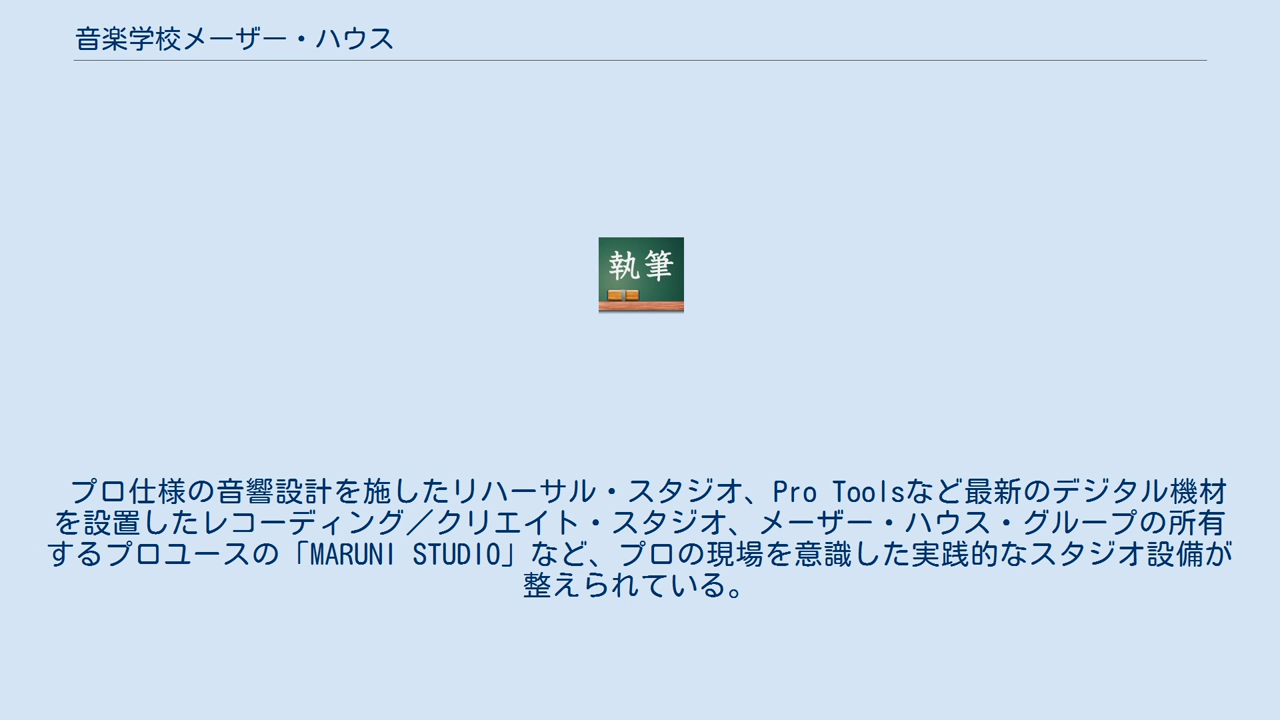 音楽学校メーザー・ハウス
執筆
プロ仕様の音響設計を施したリハーサル・スタジオ、Pro Toolsなど最新のデジタル機材
を設置したレコーディング／クリエイト・スタジオ、メーザー・ハウス・グループの所有
するプロユースの「MARUNI STUDIO」など、プロの現場を意識した実践的なスタジオ設備が
整えられている。